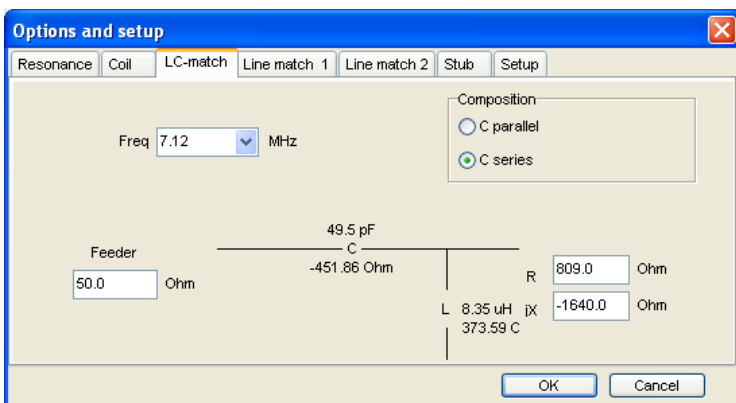 Options and setup
Resonance Coil LC-match Line match 1 Line match 2 Stub Setup
Composition
C parallel
C series
Freq 7.12 MHz
49.5 pF
C
-451.86 Ohm
Feeder
50.0 Ohm
R 809.0 Ohm
L 8.35 uH jX -1640.0 Ohm
373.59 C
OK Cancel